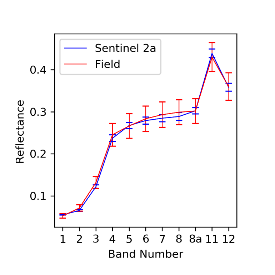 Sentinel 2a
Field
Reflectance
0.4
0.3
0.2
0.1
1 2 3 4 5 6 7 8 8a 11 12
Band Number